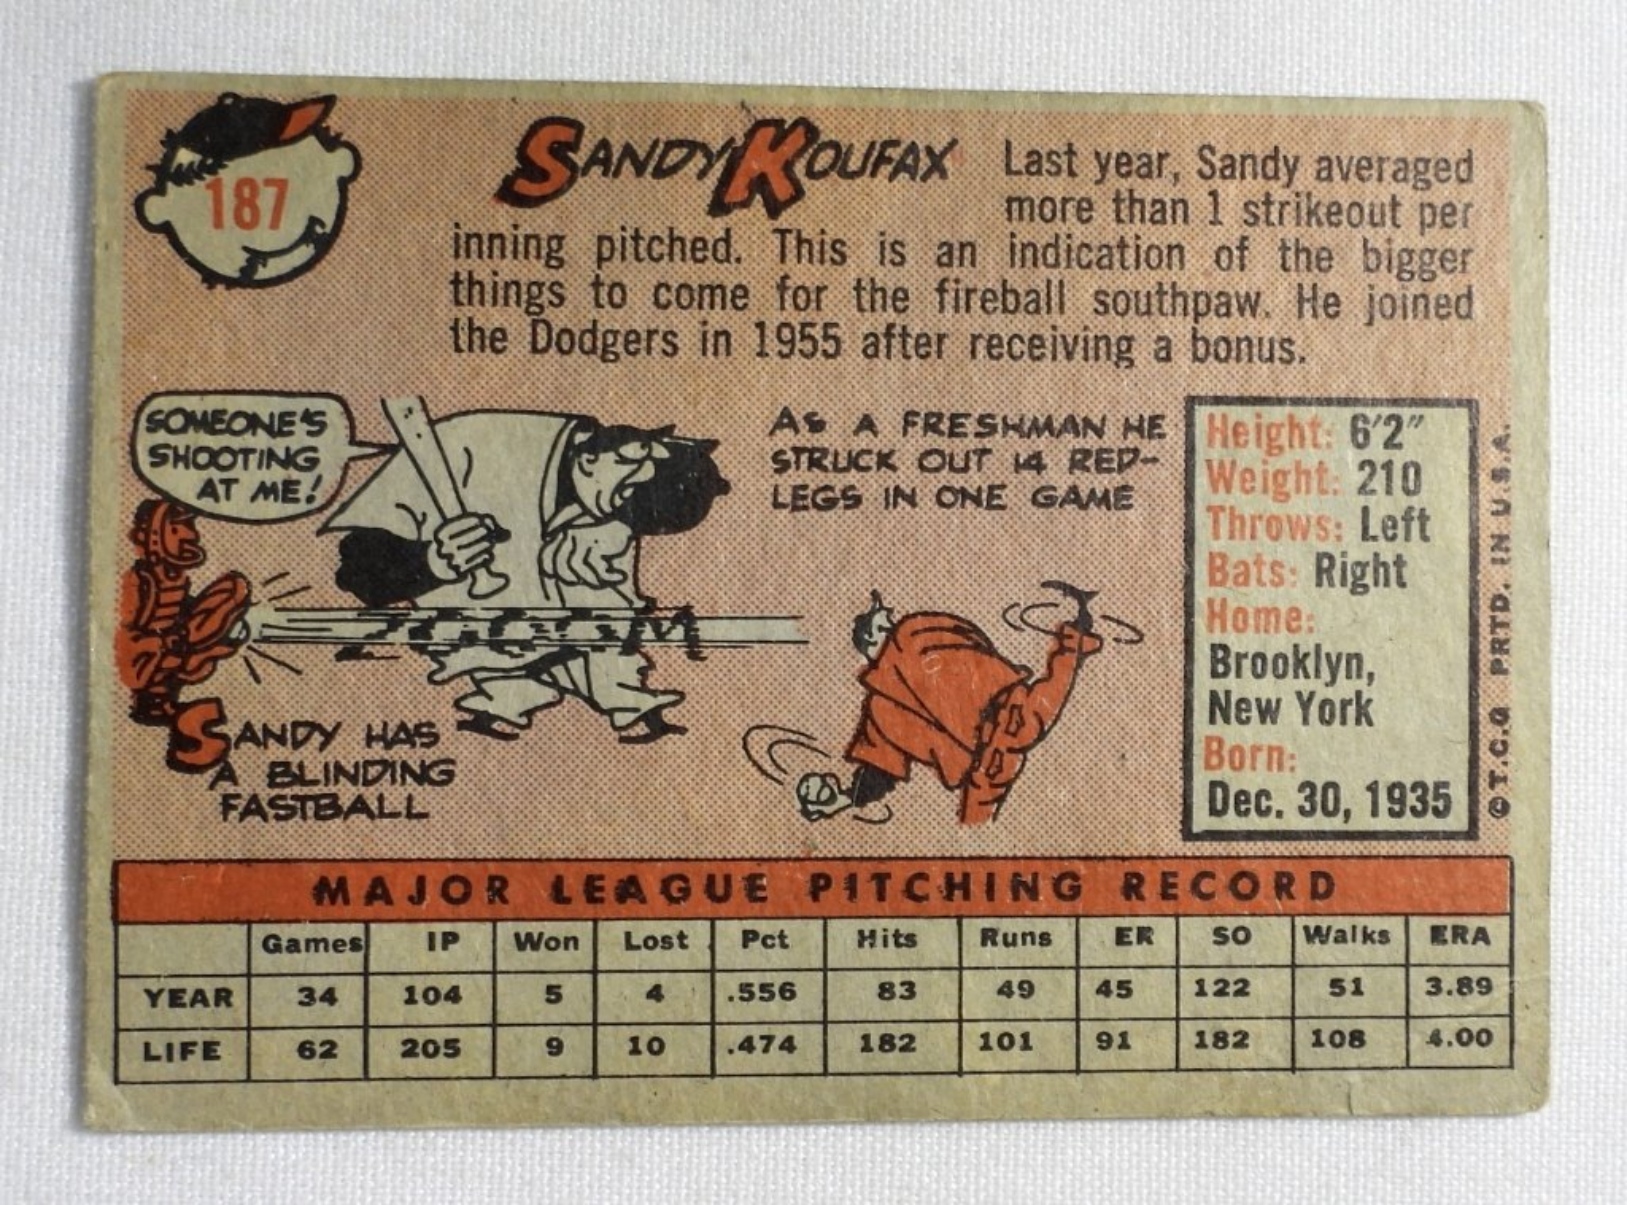 187
SANDY KOUFAX
Last year, Sandy averaged
more than 1 strikeout per
inning pitched. This is an indication of the bigger
things to come for the fireball southpaw. He joined
the Dodgers in 1955 after receiving a bonus.
SOMEONE'S
SHOOTING
AT ME!
SANDY HAS
A BLINDING
FASTBALL
AS A FRESHMAN HE
STRUCK OUT 14 RED-
LEGS IN ONE GAME
Height: 6'2"
Weight: 210
Throws: Left
Bats: Right
Home:
Brooklyn,
New York
Born:
Dec. 30, 1935
© T.C.G. PRTD. IN U.S.A.
MAJOR LEAGUE PITCHING RECORD
Games IP Won Lost Pct Hits Runs ER SO Walks ERA
YEAR 34 104 5 4 .556 83 49 45 122 51 3.89
LIFE 62 205 9 10 .474 182 101 91 182 108 4.00